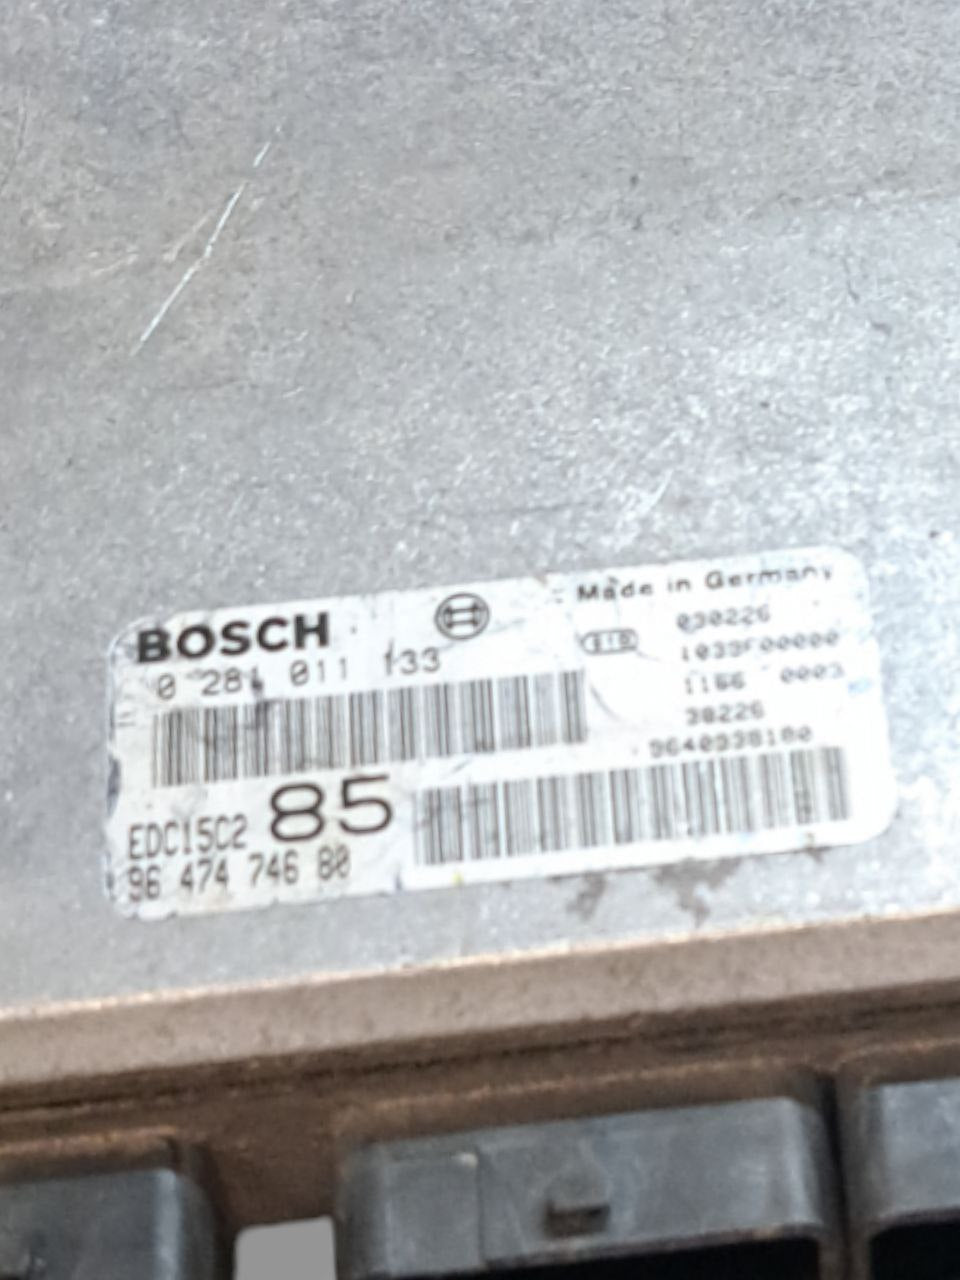 BOSCH
0 281 011 133
Made in Germany
030226
1039F00000
1166 0003
38226
9640938180
EDC15C2 85
96 474 746 80